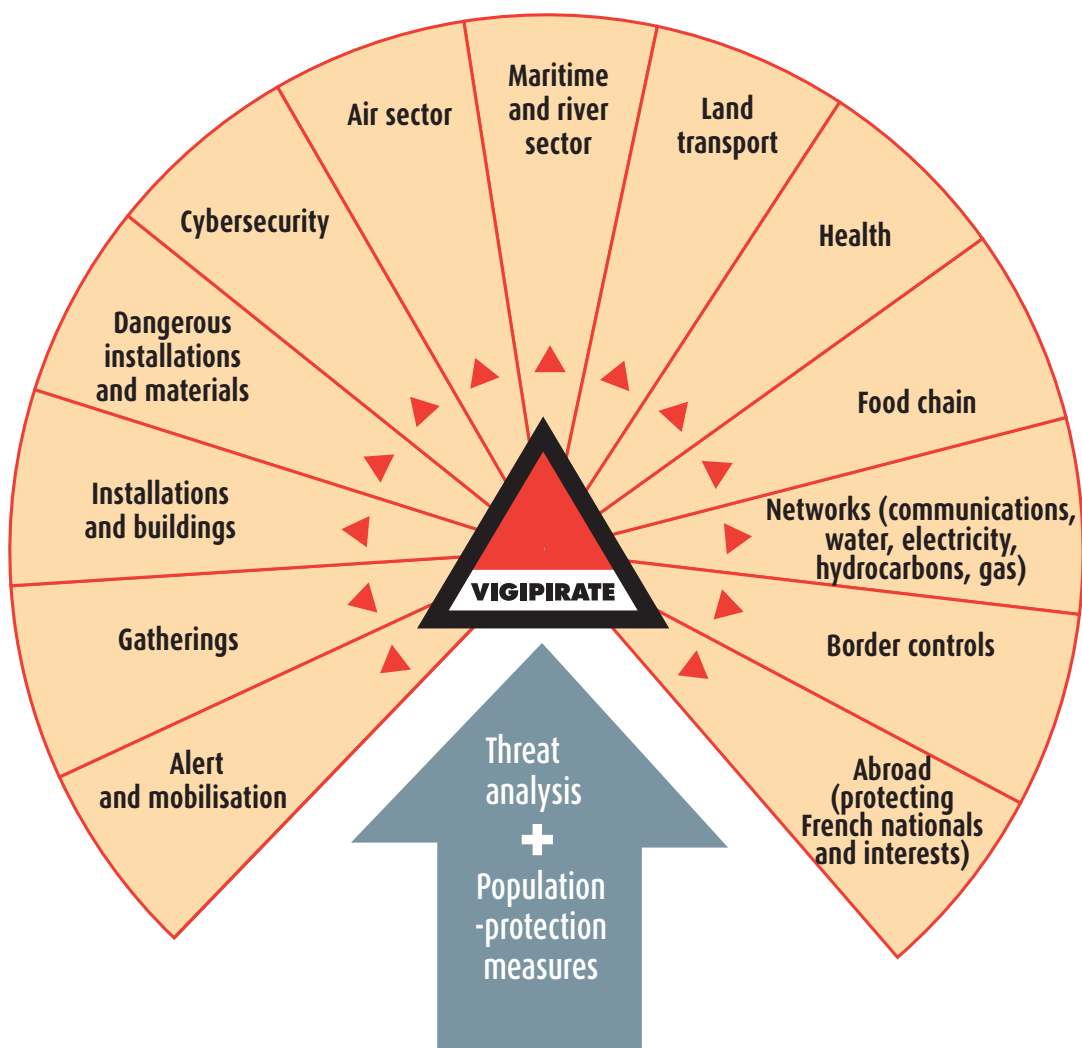 Alert
and mobilisation
Gatherings
Installations
and buildings
Dangerous
installations
and materials
Cybersecurity
Air sector
Maritime
and river
sector
Land
transport
Health
Food chain
Networks (communications,
water, electricity,
hydrocarbons, gas)
Border controls
Abroad
(protecting
French nationals
and interests)
VIGIPIRATE
Threat
analysis
+
Population
-protection
measures